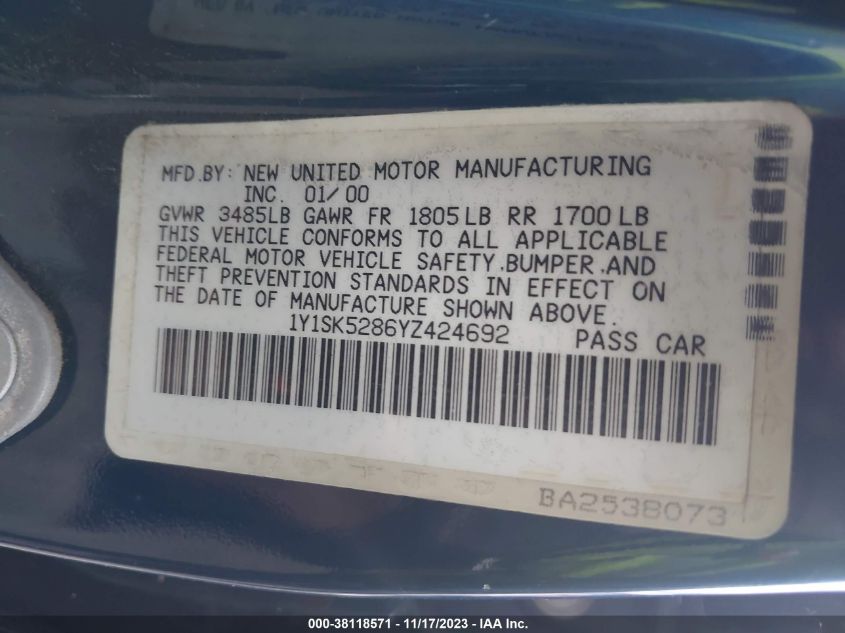 MFD.BY: NEW UNITED MOTOR MANUFACTURING
INC. 01/00
GVWR 3485LB GAWR FR 1805LB RR 1700LB
THIS VEHICLE CONFORMS TO ALL APPLICABLE
FEDERAL MOTOR VEHICLE SAFETY,BUMPER,AND
THEFT PREVENTION STANDARDS IN EFFECT ON
THE DATE OF MANUFACTURE SHOWN ABOVE.
1Y1SK5286YZ424692 PASS CAR
BA2538073
000-38118571 - 11/17/2023 - IAA Inc.